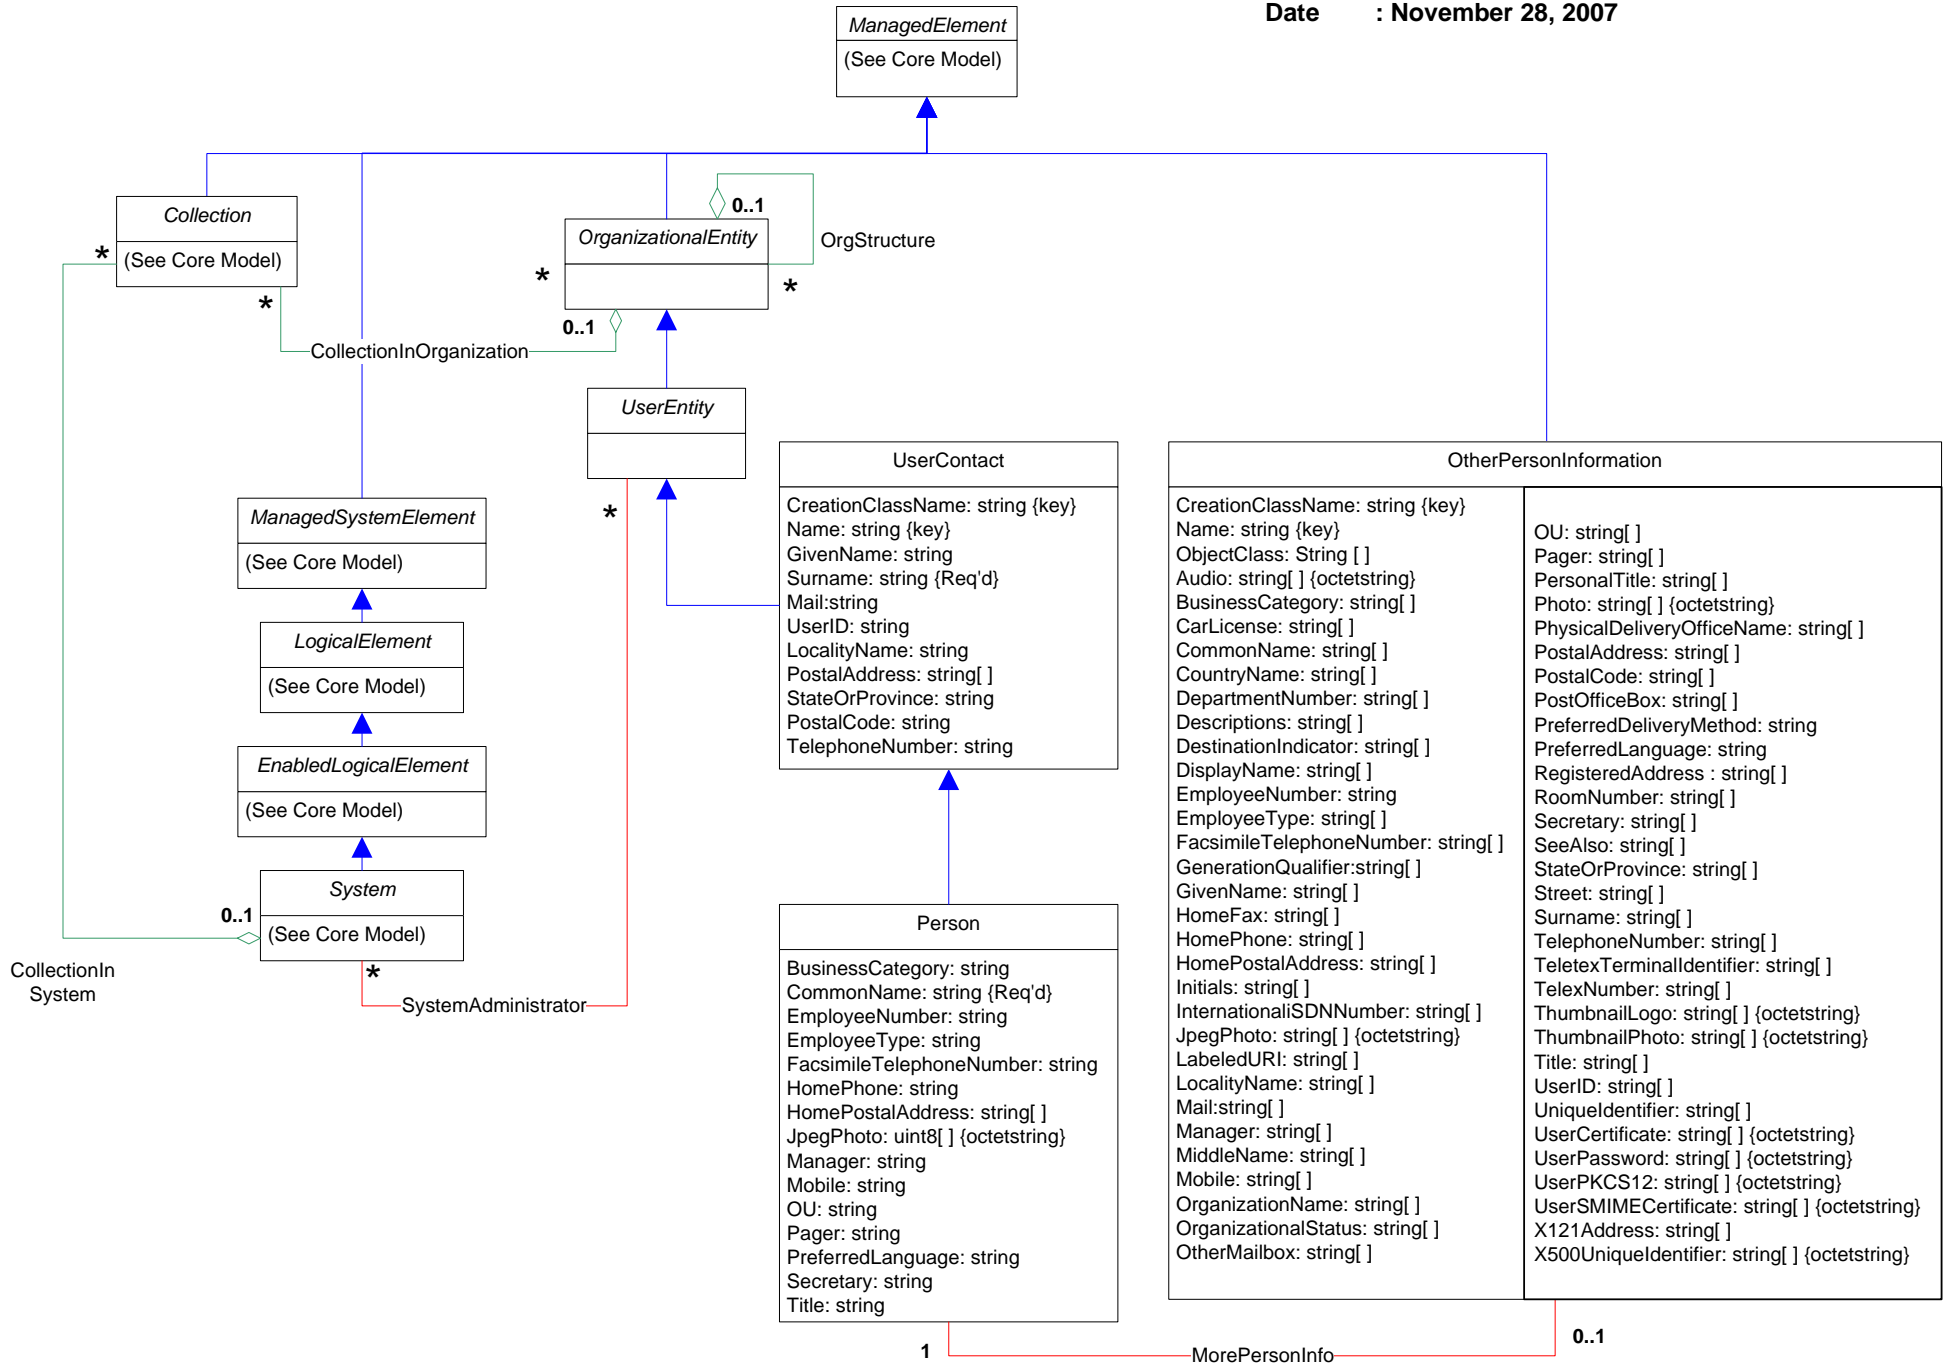 Date : November 28, 2007
ManagedElement
(See Core Model)
Collection
(See Core Model)
*
*
OrganizationalEntity
0..1
OrgStructure
*
*
0..1
CollectionInOrganization
UserEntity
*
ManagedSystemElement
(See Core Model)
LogicalElement
(See Core Model)
EnabledLogicalElement
(See Core Model)
System
(See Core Model)
0..1
*
CollectionIn
System
SystemAdministrator
UserContact
CreationClassName: string {key}
Name: string {key}
GivenName: string
Surname: string {Req'd}
Mail:string
UserID: string
LocalityName: string
PostalAddress: string[ ]
StateOrProvince: string
PostalCode: string
TelephoneNumber: string
Person
BusinessCategory: string
CommonName: string {Req'd}
EmployeeNumber: string
EmployeeType: string
FacsimileTelephoneNumber: string
HomePhone: string
HomePostalAddress: string[ ]
JpegPhoto: uint8[ ] {octetstring}
Manager: string
Mobile: string
OU: string
Pager: string
PreferredLanguage: string
Secretary: string
Title: string
OtherPersonInformation
CreationClassName: string {key}
Name: string {key}
ObjectClass: String [ ]
Audio: string[ ] {octetstring}
BusinessCategory: string[ ]
CarLicense: string[ ]
CommonName: string[ ]
CountryName: string[ ]
DepartmentNumber: string[ ]
Descriptions: string[ ]
DestinationIndicator: string[ ]
DisplayName: string[ ]
EmployeeNumber: string
EmployeeType: string[ ]
FacsimileTelephoneNumber: string[ ]
GenerationQualifier:string[ ]
GivenName: string[ ]
HomeFax: string[ ]
HomePhone: string[ ]
HomePostalAddress: string[ ]
Initials: string[ ]
InternationaliSDNNumber: string[ ]
JpegPhoto: string[ ] {octetstring}
LabeledURI: string[ ]
LocalityName: string[ ]
Mail:string[ ]
Manager: string[ ]
MiddleName: string[ ]
Mobile: string[ ]
OrganizationName: string[ ]
OrganizationalStatus: string[ ]
OtherMailbox: string[ ]
OU: string[ ]
Pager: string[ ]
PersonalTitle: string[ ]
Photo: string[ ] {octetstring}
PhysicalDeliveryOfficeName: string[ ]
PostalAddress: string[ ]
PostalCode: string[ ]
PostOfficeBox: string[ ]
PreferredDeliveryMethod: string
PreferredLanguage: string
RegisteredAddress : string[ ]
RoomNumber: string[ ]
Secretary: string[ ]
SeeAlso: string[ ]
StateOrProvince: string[ ]
Street: string[ ]
Surname: string[ ]
TelephoneNumber: string[ ]
TeletexTerminalIdentifier: string[ ]
TelexNumber: string[ ]
ThumbnailLogo: string[ ] {octetstring}
ThumbnailPhoto: string[ ] {octetstring}
Title: string[ ]
UserID: string[ ]
UniqueIdentifier: string[ ]
UserCertificate: string[ ] {octetstring}
UserPassword: string[ ] {octetstring}
UserPKCS12: string[ ] {octetstring}
UserSMIMECertificate: string[ ] {octetstring}
X121Address: string[ ]
X500UniqueIdentifier: string[ ] {octetstring}
1
MorePersonInfo
0..1